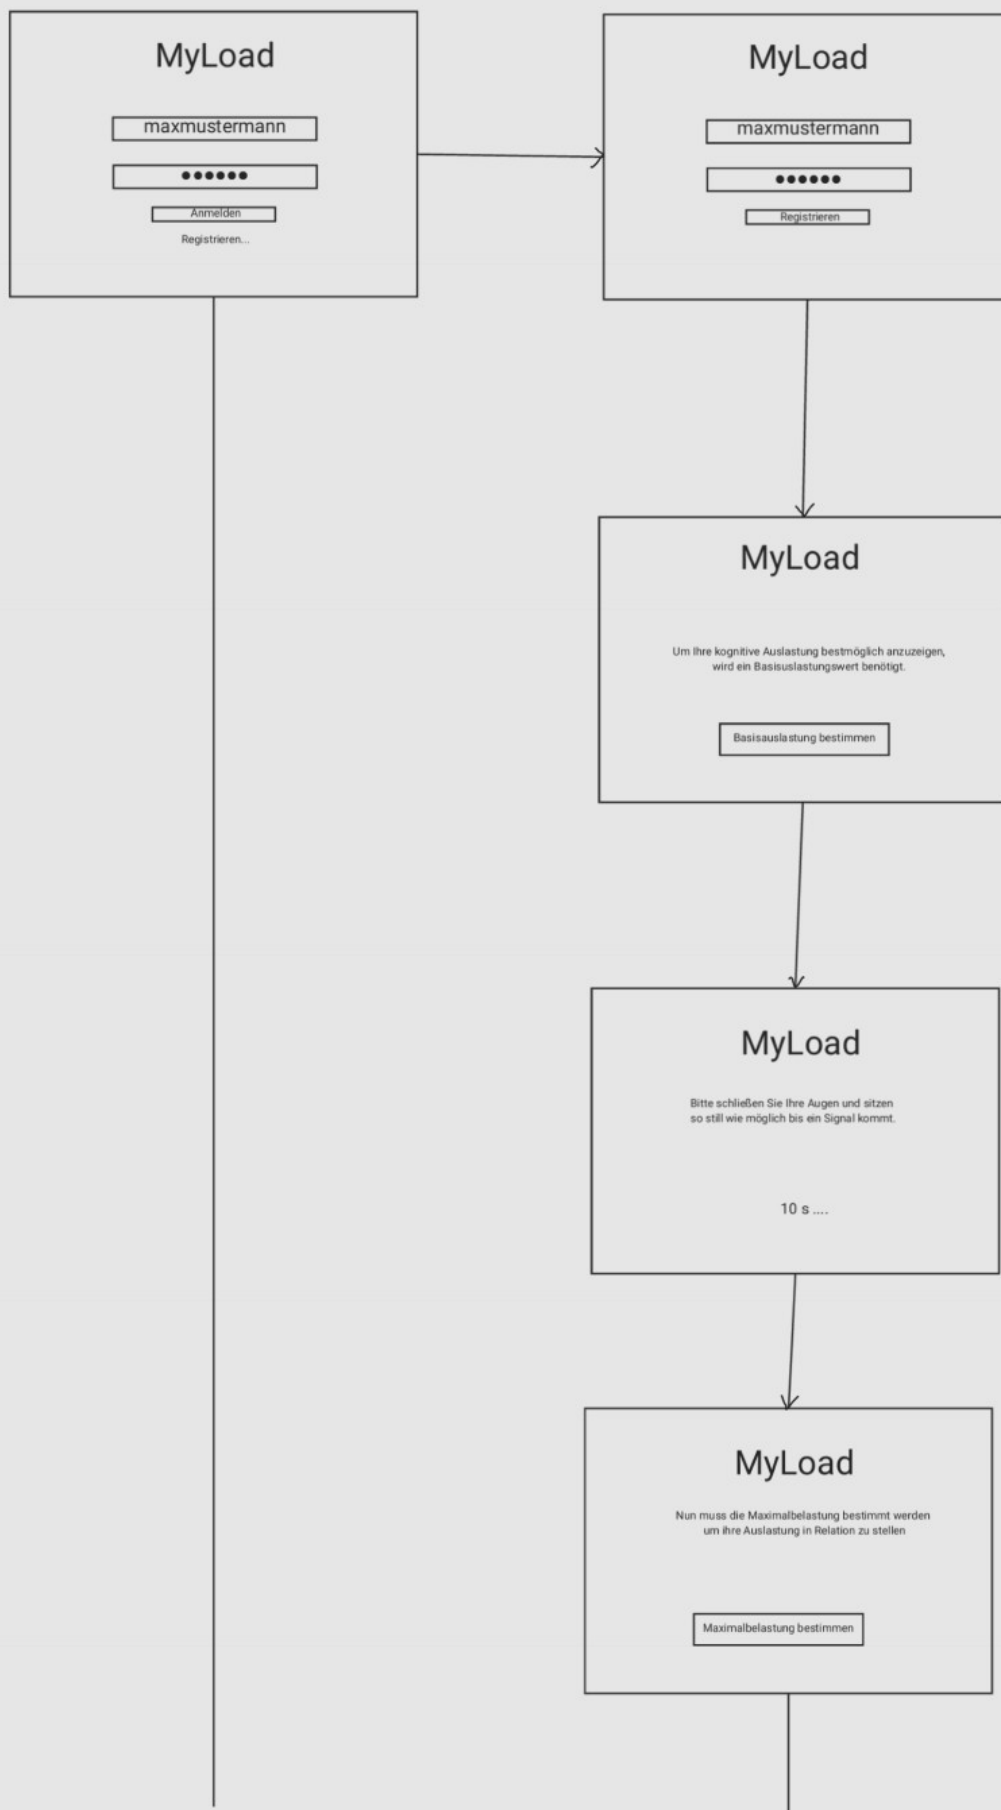 MyLoad
maxmustermann
●●●●●●
Anmelden
Registrieren...
MyLoad
maxmustermann
●●●●●●
Registrieren
MyLoad
Um Ihre kognitive Auslastung bestmöglich anzuzeigen,
wird ein Basisuslastungswert benötigt.
Basisauslastung bestimmen
MyLoad
Bitte schließen Sie Ihre Augen und sitzen
so still wie möglich bis ein Signal kommt.
10 s ....
MyLoad
Nun muss die Maximalbelastung bestimmt werden
um ihre Auslastung in Relation zu stellen
Maximalbelastung bestimmen